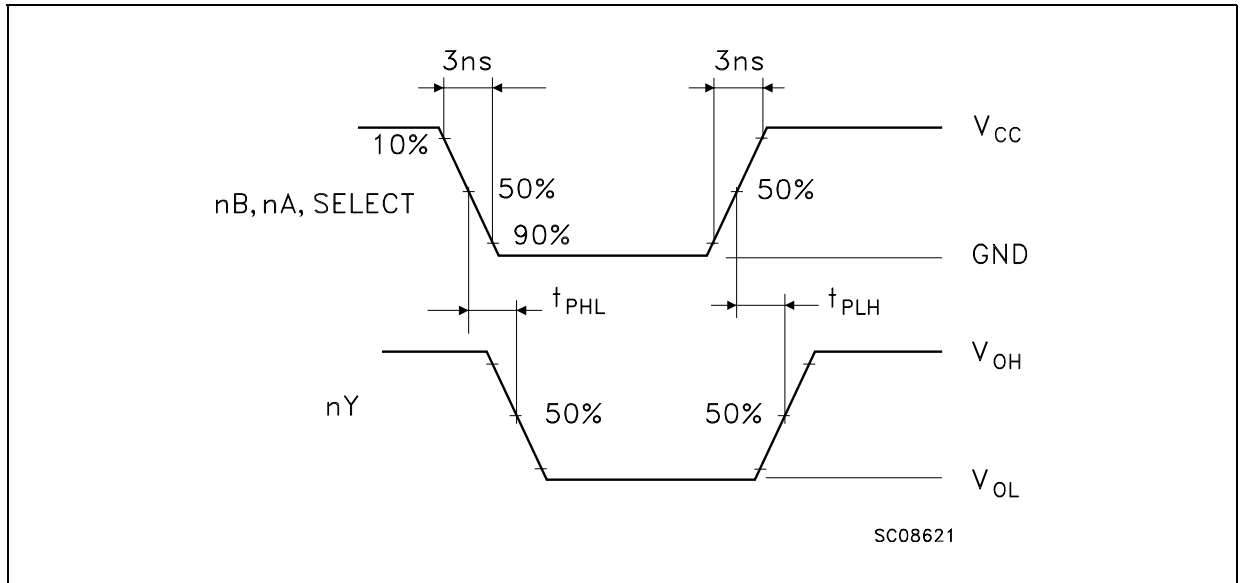 3ns 3ns
V_CC
10%
50% 50%
nB, nA, SELECT
90%
GND
t_PHL t_PLH
V_OH
nY 50% 50%
V_OL
SC08621